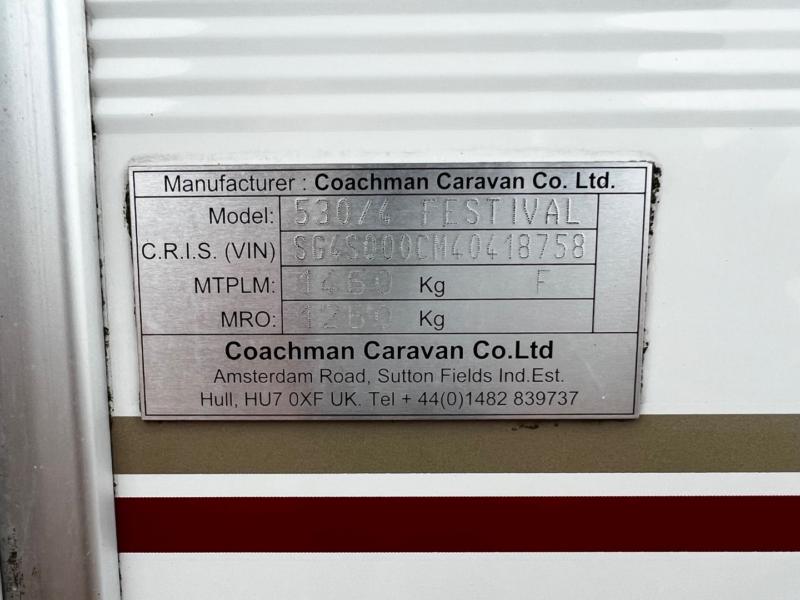 Manufacturer : Coachman Caravan Co. Ltd.
Model: 530/4 FESTIVAL
C.R.I.S. (VIN) SG4S000CM40418758
MTPLM: 1460 Kg F
MRO: 1260 Kg
Coachman Caravan Co.Ltd
Amsterdam Road, Sutton Fields Ind.Est.
Hull, HU7 0XF UK. Tel + 44(0)1482 839737